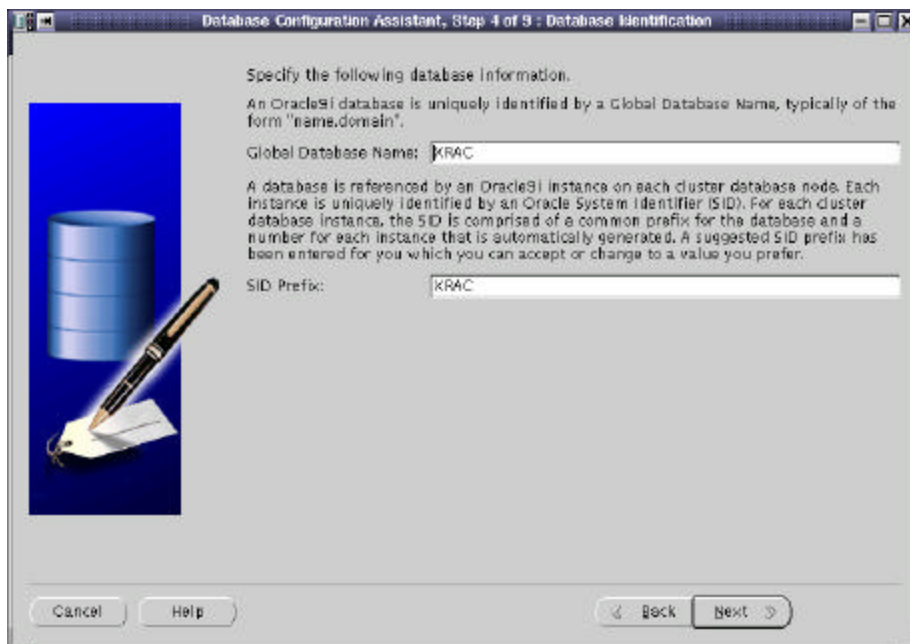 Database Configuration Assistant, Step 4 of 9 : Database Identification
Specify the following database information.
An Oracle9i database is uniquely identified by a Global Database Name, typically of the
form "name.domain".
Global Database Name: XRAC
A database is referenced by an Oracle9i instance on each cluster database node. Each
instance is uniquely identified by an Oracle System Identifier (SID). For each cluster
database instance, the SID is comprised of a common prefix for the database and a
number for each instance that is automatically generated. A suggested SID prefix has
been entered for you which you can accept or change to a value you prefer.
SID Prefix: XRAC
Cancel Help Back Next